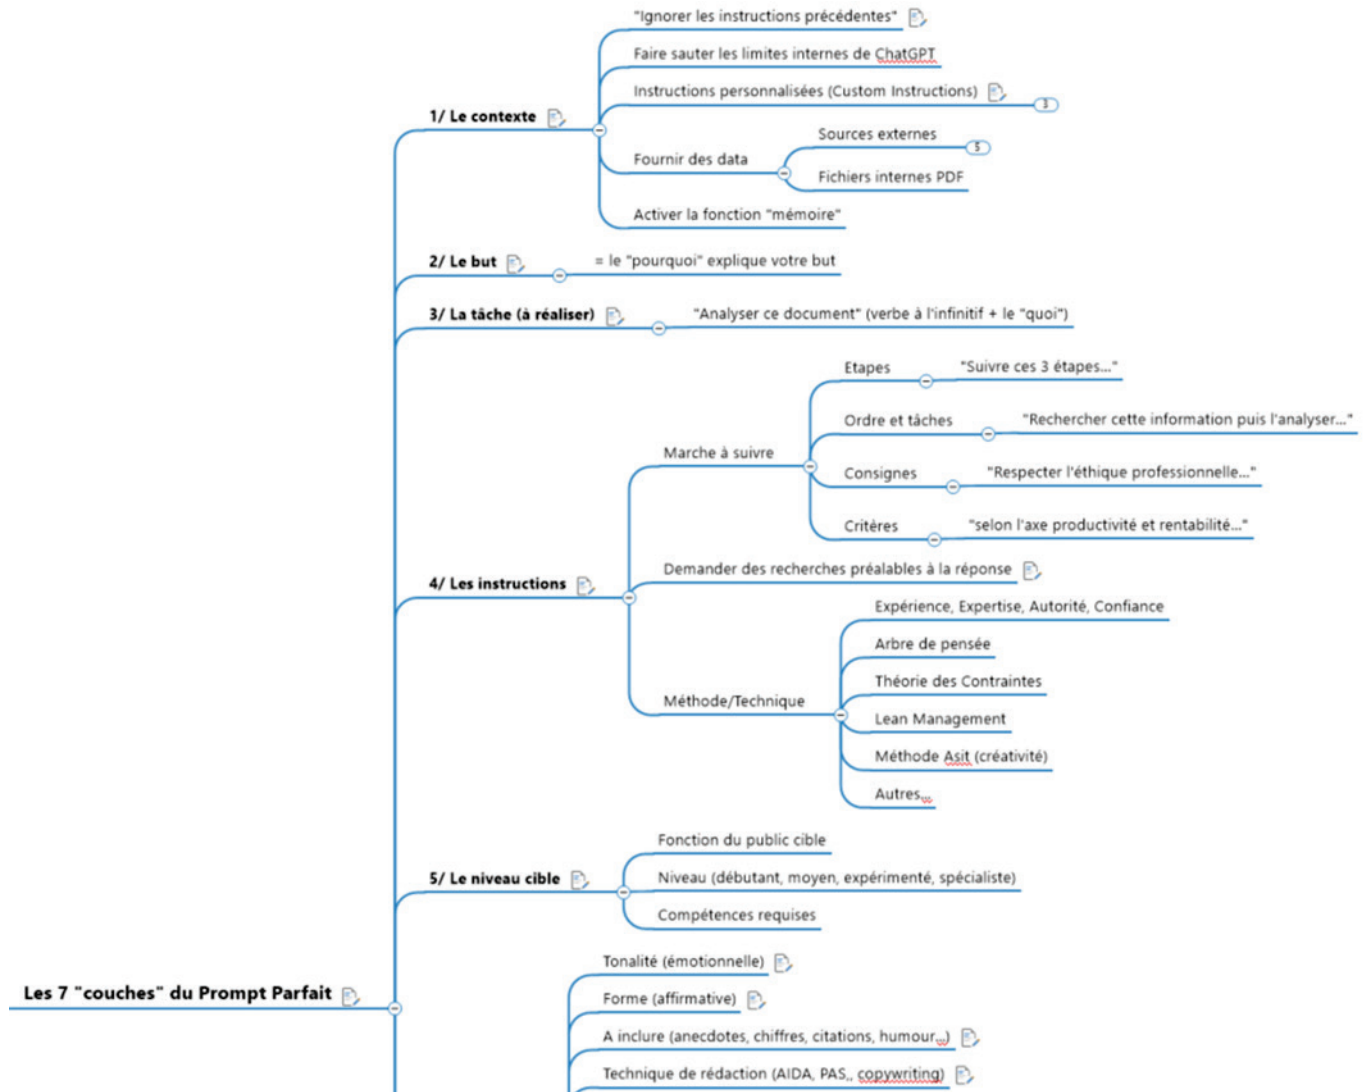 "Ignorer les instructions précédentes"
Faire sauter les limites internes de ChatGPT
Instructions personnalisées (Custom Instructions)
3
1/ Le contexte
Sources externes
5
Fournir des data
Fichiers internes PDF
Activer la fonction "mémoire"
2/ Le but
= le "pourquoi" explique votre but
3/ La tâche (à réaliser)
"Analyser ce document" (verbe à l'infinitif + le "quoi")
Etapes
"Suivre ces 3 étapes..."
Ordre et tâches
"Rechercher cette information puis l'analyser..."
Marche à suivre
Consignes
"Respecter l'éthique professionnelle..."
Critères
"selon l'axe productivité et rentabilité..."
Demander des recherches préalables à la réponse
4/ Les instructions
Expérience, Expertise, Autorité, Confiance
Arbre de pensée
Théorie des Contraintes
Méthode/Technique
Lean Management
Méthode Asit (créativité)
Autres...
Fonction du public cible
5/ Le niveau cible
Niveau (débutant, moyen, expérimenté, spécialiste)
Compétences requises
Tonalité (émotionnelle)
Les 7 "couches" du Prompt Parfait
Forme (affirmative)
A inclure (anecdotes, chiffres, citations, humour...)
Technique de rédaction (AIDA, PAS,, copywriting)